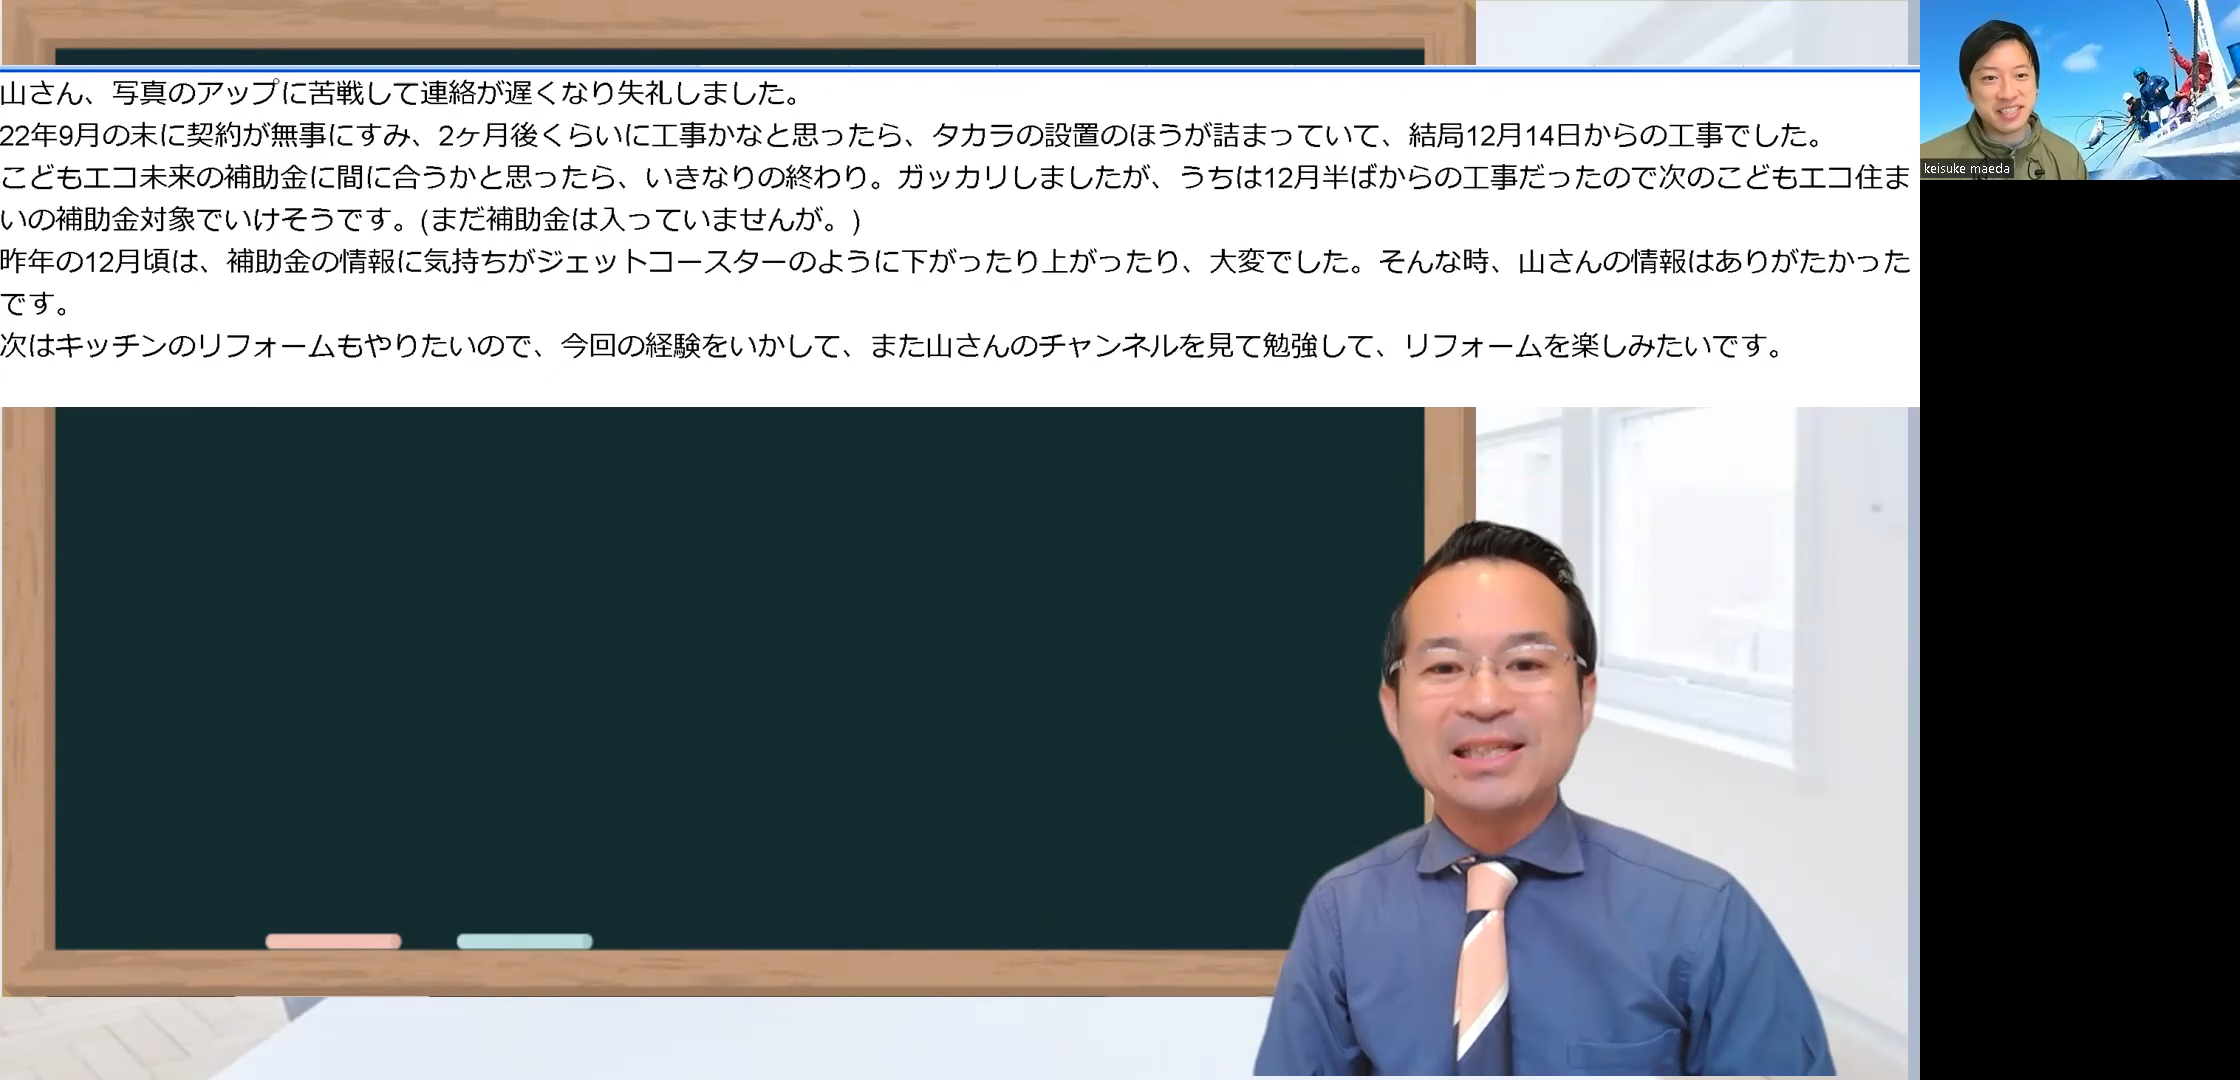 山さん、写真のアップに苦戦して連絡が遅くなり失礼しました。
22年9月の末に契約が無事にすみ、2ヶ月後くらいに工事かなと思ったら、タカラの設置のほうが詰まっていて、結局12月14日からの工事でした。
こどもエコ未来の補助金に間に合うかと思ったら、いきなりの終わり。ガッカリしましたが、うちは12月半ばからの工事だったので次のこどもエコ住ま
いの補助金対象でいけそうです。(まだ補助金は入っていませんが。)
昨年の12月頃は、補助金の情報に気持ちがジェットコースターのように下がったり上がったり、大変でした。そんな時、山さんの情報はありがたかった
です。
次はキッチンのリフォームもやりたいので、今回の経験をいかして、また山さんのチャンネルを見て勉強して、リフォームを楽しみたいです。
keisuke maeda